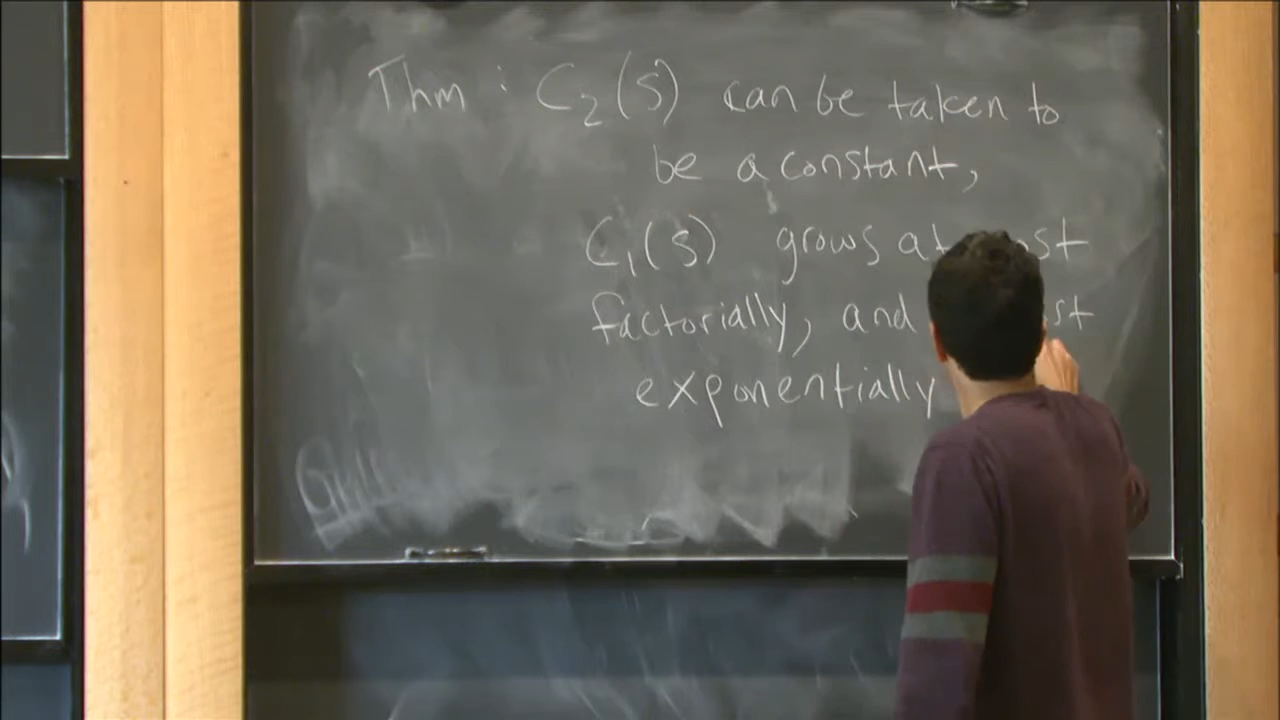 Thm : C₂(S) can be taken to
be a constant,
C₁(S) grows at
factorially, and
exponentially